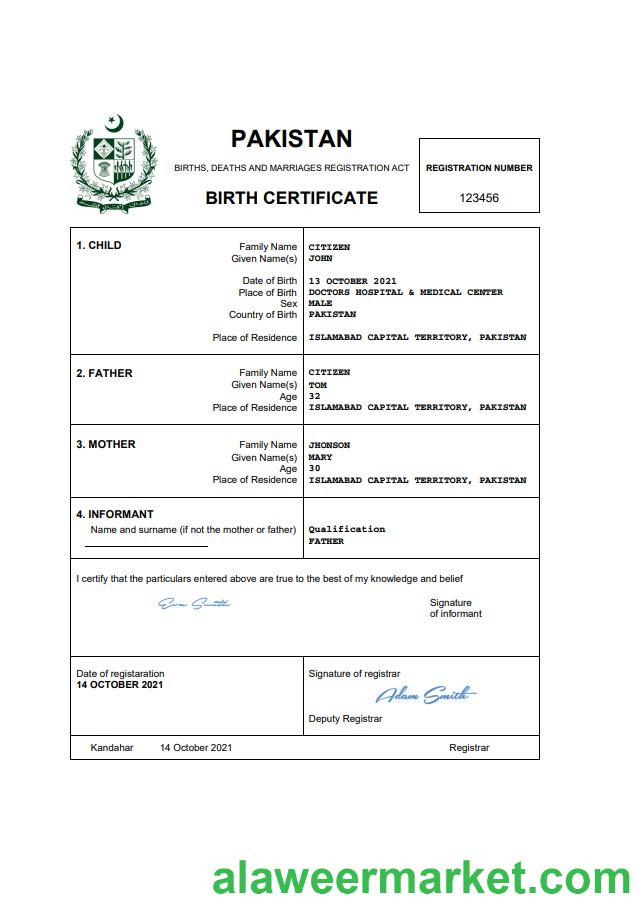 PAKISTAN
BIRTHS, DEATHS AND MARRIAGES REGISTRATION ACT
BIRTH CERTIFICATE
REGISTRATION NUMBER
123456
1. CHILD
Family Name CITIZEN
Given Name(s) JOHN
Date of Birth 13 OCTOBER 2021
Place of Birth DOCTORS HOSPITAL & MEDICAL CENTER
Sex MALE
Country of Birth PAKISTAN
Place of Residence ISLAMABAD CAPITAL TERRITORY, PAKISTAN
2. FATHER
Family Name CITIZEN
Given Name(s) TOM
Age 32
Place of Residence ISLAMABAD CAPITAL TERRITORY, PAKISTAN
3. MOTHER
Family Name JHONSON
Given Name(s) MARY
Age 30
Place of Residence ISLAMABAD CAPITAL TERRITORY, PAKISTAN
4. INFORMANT
Name and surname (if not the mother or father) Qualification
FATHER
I certify that the particulars entered above are true to the best of my knowledge and belief
Eva Smith
Signature
of informant
Date of registaration
14 OCTOBER 2021
Signature of registrar
Adam Smith
Deputy Registrar
Kandahar 14 October 2021 Registrar
alaweermarket.com